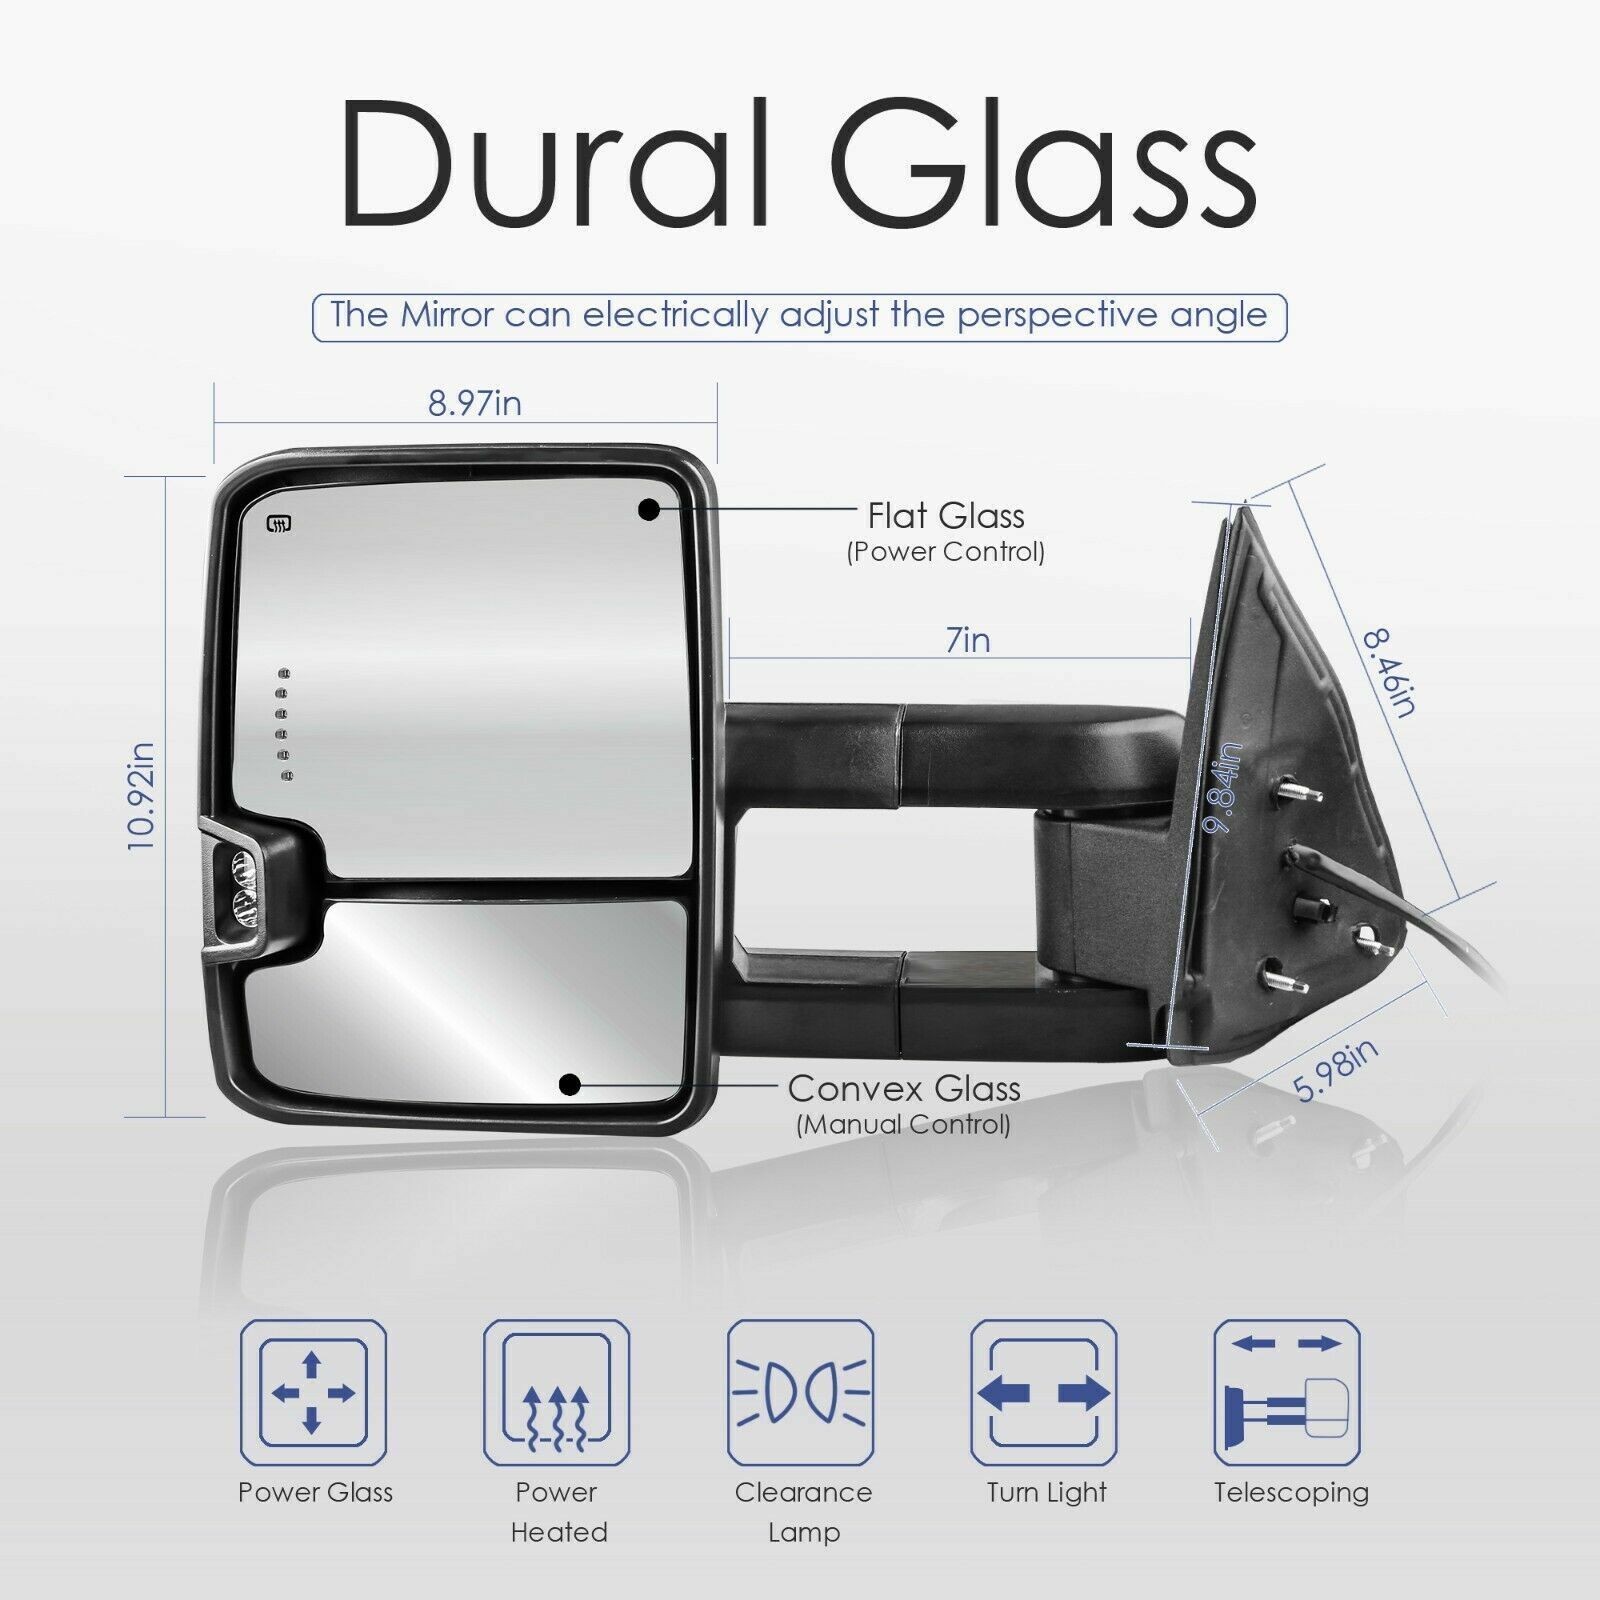 Dural Glass
The Mirror can electrically adjust the perspective angle
8.97in
Flat Glass
(Power Control)
7in
8.46in
10.92in
9.84in
5.98in
Convex Glass
(Manual Control)
Power Glass
Power
Heated
Clearance
Lamp
Turn Light
Telescoping